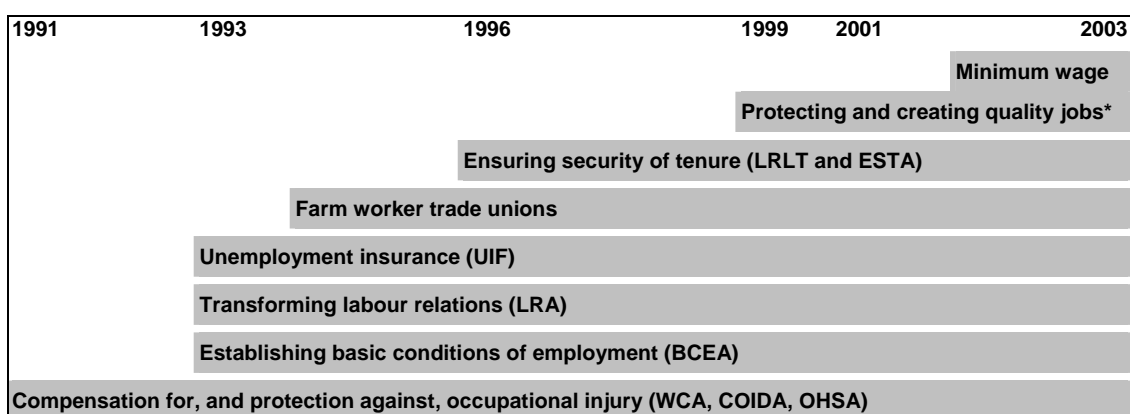 1991 1993 1996 1999 2001 2003
Minimum wage
Protecting and creating quality jobs*
Ensuring security of tenure (LRLT and ESTA)
Farm worker trade unions
Unemployment insurance (UIF)
Transforming labour relations (LRA)
Establishing basic conditions of employment (BCEA)
Compensation for, and protection against, occupational injury (WCA, COIDA, OHSA)